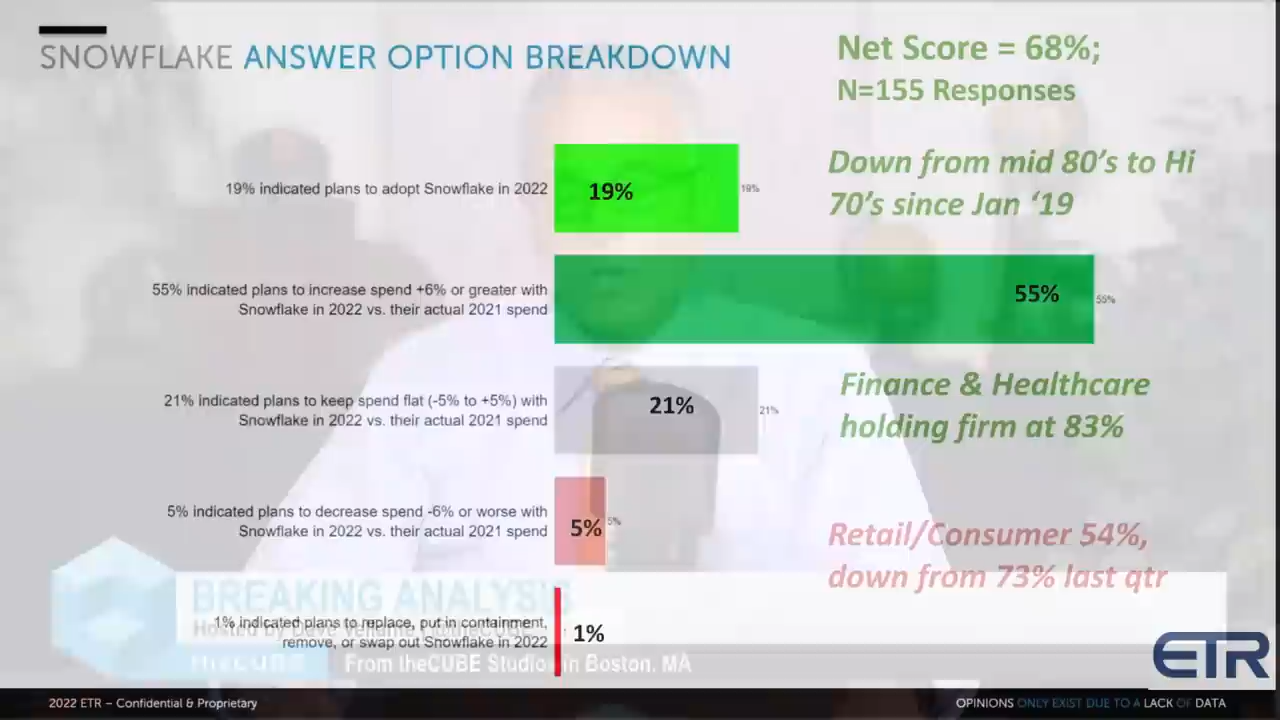 SNOWFLAKE ANSWER OPTION BREAKDOWN
Net Score = 68%;
N=155 Responses
19% indicated plans to adopt Snowflake in 2022
19%
19%
Down from mid 80's to Hi
70's since Jan '19
55% indicated plans to increase spend +6% or greater with
Snowflake in 2022 vs. their actual 2021 spend
55%
55%
21% indicated plans to keep spend flat (-5% to +5%) with
Snowflake in 2022 vs. their actual 2021 spend
21%
21%
Finance & Healthcare
holding firm at 83%
5% indicated plans to decrease spend -6% or worse with
Snowflake in 2022 vs. their actual 2021 spend
5%
5%
Retail/Consumer 54%,
down from 73% last qtr
BREAKING ANALYSIS
Hosted by Dave
1% indicated plans to replace, put in containment,
remove, or swap out Snowflake in 2022
1%
theCUBE
From theCUBE Studios in Boston, MA
ETR
2022 ETR – Confidential & Proprietary
OPINIONS ONLY EXIST DUE TO A LACK OF DATA